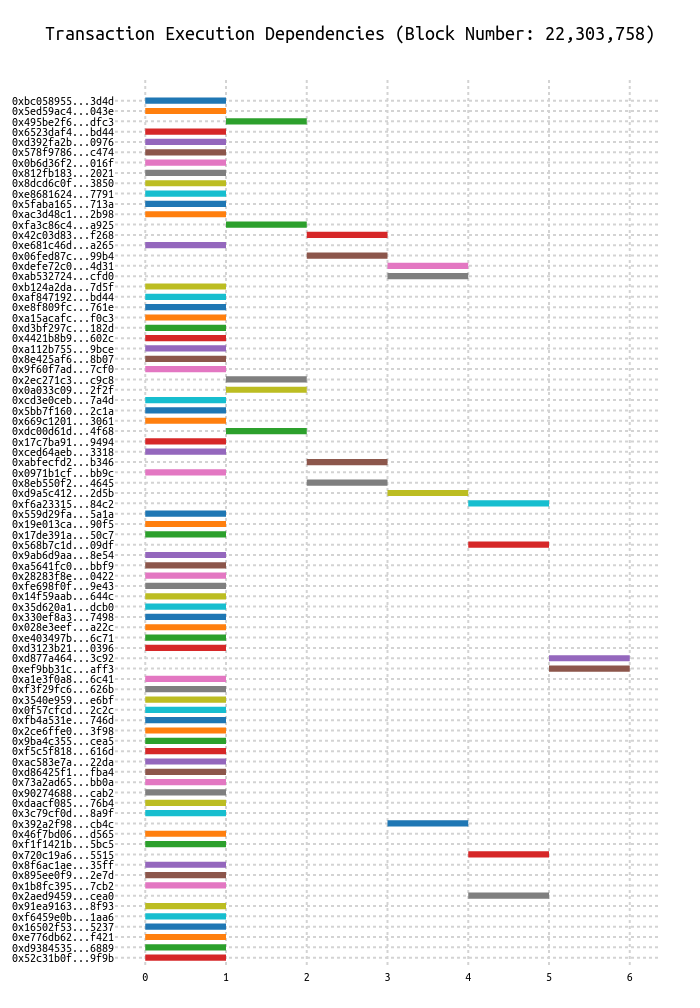 Transaction Execution Dependencies (Block Number: 22,303,758)
0xbc058955...3d4d
0x5ed59ac4...043e
0x495be2f6...dfc3
0x6523daf4...bd44
0xd392fa2b...0976
0x578f9786...c474
0x0b6d36f2...016f
0x812fb183...2021
0x8dcd6c0f...3850
0xe8681624...7791
0x5faba165...713a
0xac3d48c1...2b98
0xfa3c86c4...a925
0x42c03d83...f268
0xe681c46d...a265
0x06fed87c...99b4
0xdefe72c0...4d31
0xab532724...cfd0
0xb124a2da...7d5f
0xaf847192...bd44
0xe8f809fc...761e
0xa15acafc...f0c3
0xd3bf297c...182d
0x4421b8b9...602c
0xa112b755...9bce
0x8e425af6...8b07
0x9f60f7ad...7cf0
0x2ec271c3...c9c8
0x0a033c09...2f2f
0xcd3e0ceb...7a4d
0x5bb7f160...2c1a
0x669c1201...3061
0xdc00d61d...4f68
0x17c7ba91...9494
0xced64aeb...3318
0xabfecfd2...b346
0x0971b1cf...bb9c
0x8eb550f2...4645
0xd9a5c412...2d5b
0xf6a23315...84c2
0x559d29fa...5a1a
0x19e013ca...90f5
0x17de391a...50c7
0x568b7c1d...09df
0x9ab6d9aa...8e54
0xa5641fc0...bbf9
0x28283f8e...0422
0xfe698f0f...9e43
0x14f59aab...644c
0x35d620a1...dcb0
0x330ef8a3...7498
0x028e3eef...a22c
0xe403497b...6c71
0xd3123b21...0396
0xd877a464...3c92
0xef9bb31c...aff3
0xa1e3f0a8...6c41
0xf3f29fc6...626b
0x3540e959...e6bf
0x0f57cfcd...2c2c
0xfb4a531e...746d
0x2ce6ffe0...3f98
0x9ba4c355...cea5
0xf5c5f818...616d
0xac583e7a...22da
0xd86425f1...fba4
0x73a2ad65...bb0a
0x90274688...cab2
0xdaacf085...76b4
0x3c79cf0d...8a9f
0x392a2f98...cb4c
0x46f7bd06...d565
0xf1f1421b...5bc5
0x720c19a6...5515
0x8f6ac1ae...35ff
0x895ee0f9...2e7d
0x1b8fc395...7cb2
0x2aed9459...cea0
0x91ea9163...8f93
0xf6459e0b...1aa6
0x16502f53...5237
0xe776db62...f421
0xd9384535...6889
0x52c31b0f...9f9b
0 1 2 3 4 5 6